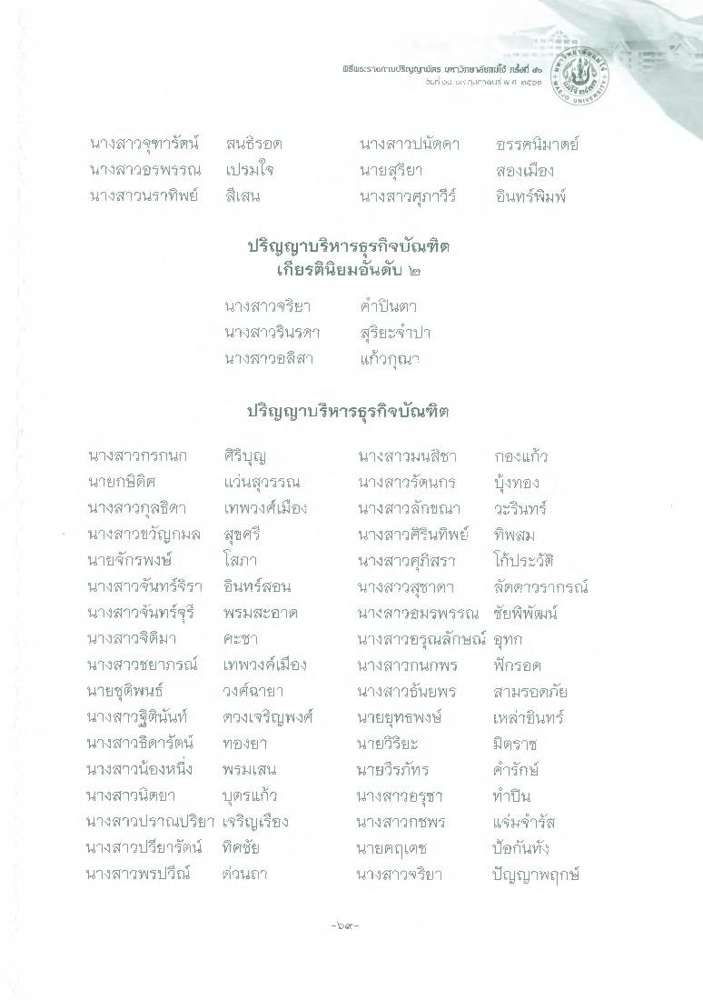 พิธีพระราชทานปริญญาบัตร มหาวิทยาลัยแม่โจ้ ครั้งที่ ๔๐
กุมภาพันธ์ พ.ศ. ๒๕๖๑
มหาวิทยาลัยแม่โจ้
MAEJO UNIVERSITY
นางสาวจุฑารัตน์ สนธิรอด นางสาวปนัดดา อรรคนิมาตย์
นางสาวอรพรรณ เปรมใจ นายสุริยา สองเมือง
นางสาวนราทิพย์ สีเสน นางสาวศุภาวีร์ อินทร์พิมพ์
ปริญญาบริหารธุรกิจบัณฑิต
เกียรตินิยมอันดับ ๒
นางสาวจริยา คำปินตา
นางสาวรินรดา สุริยะจำปา
นางสาวอลิสา แก้วกุณา
ปริญญาบริหารธุรกิจบัณฑิต
นางสาวกรกนก ศิริบุญ นางสาวมนสิชา กองแก้ว
นายกษิติศ แว่นสุวรรณ นางสาวรัตนกร บุ้งทอง
นางสาวกุลธิดา เทพวงศ์เมือง นางสาวลักขณา วะรินทร์
นางสาวขวัญกมล สุขศรี นางสาวศิรินทิพย์ ทิพสม
นายจักรพงษ์ โสภา นางสาวศุภิสรา โก้ประวัติ
นางสาวจันทร์จิรา อินทร์สอน นางสาวสุชาดา ลัดดาวรากรณ์
นางสาวจันทร์จุรี พรมสะอาด นางสาวอมรพรรณ ชัยพิพัฒน์
นางสาวจิติมา คะชา นางสาวอรุณลักษณ์ อุทก
นางสาวชยาภรณ์ เทพวงค์เมือง นางสาวกนกพร ฟักรอด
นายชุติพนธ์ วงศ์ฉายา นางสาวธันยพร สามรอดภัย
นางสาวฐิตินันท์ ดวงเจริญพงศ์ นายยุทธพงษ์ เหล่าอินทร์
นางสาวธิดารัตน์ ทองยา นายวิริยะ มิตราช
นางสาวน้องหนึ่ง พรมเสน นายวีรภัทร คำรักษ์
นางสาวนิตยา บุตรแก้ว นางสาวอรุชา ทำปิน
นางสาวปราณปริยา เจริญเรือง นางสาวกชพร แจ่มจำรัส
นางสาวปรียารัตน์ ทิศชัย นายคฤเดช ป้อกันทั่ง
นางสาวพรปวีณ์ ด่วนถา นางสาวจริยา ปัญญาพฤกษ์
-๖๙-